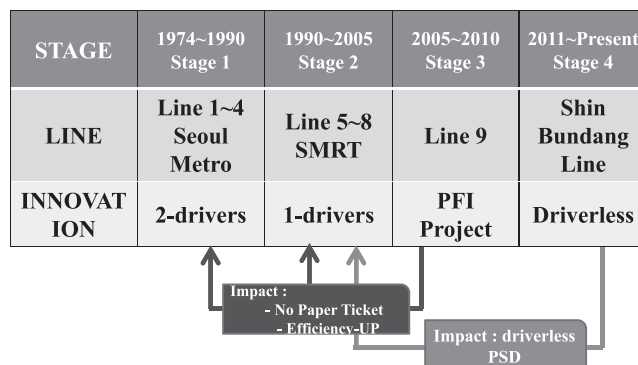 STAGE
1974~1990
Stage 1
1990~2005
Stage 2
2005~2010
Stage 3
2011~Present
Stage 4
LINE
Line 1~4
Seoul
Metro
Line 5~8
SMRT
Line 9
Shin
Bundang
Line
INNOVAT
ION
2-drivers
1-drivers
PFI
Project
Driverless
Impact :
- No Paper Ticket
- Efficiency-UP
Impact : driverless
PSD